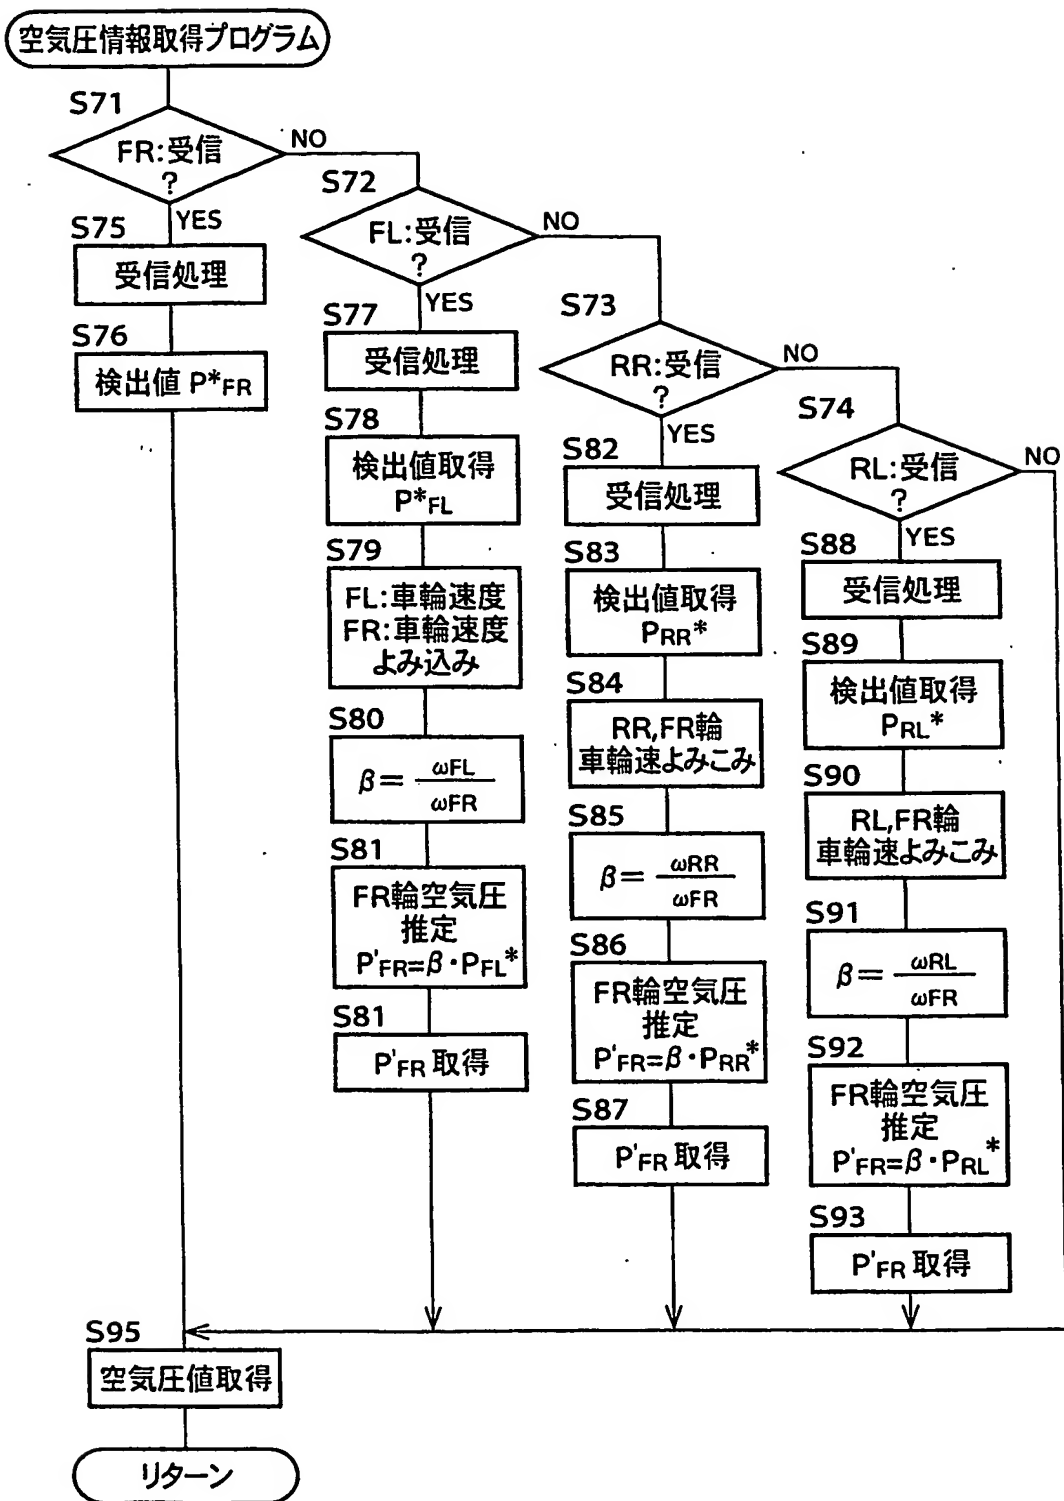 空気圧情報取得プログラム
S71
FR:受信
?
NO
YES
S75
受信処理
S76
検出値 P*FR
S72
FL:受信
?
NO
YES
S77
受信処理
S78
検出値取得
P*FL
S79
FL:車輪速度
FR:車輪速度
よみ込み
S80
β= ωFL
ωFR
S81
FR輪空気圧
推定
P'FR=β・PFL*
S81
P'FR 取得
S73
RR:受信
?
NO
YES
S82
受信処理
S83
検出値取得
PRR*
S84
RR,FR輪
車輪速よみこみ
S85
β= ωRR
ωFR
S86
FR輪空気圧
推定
P'FR=β・PRR*
S87
P'FR 取得
S74
RL:受信
?
NO
YES
S88
受信処理
S89
検出値取得
PRL*
S90
RL,FR輪
車輪速よみこみ
S91
β= ωRL
ωFR
S92
FR輪空気圧
推定
P'FR=β・PRL*
S93
P'FR 取得
S95
空気圧値取得
リターン